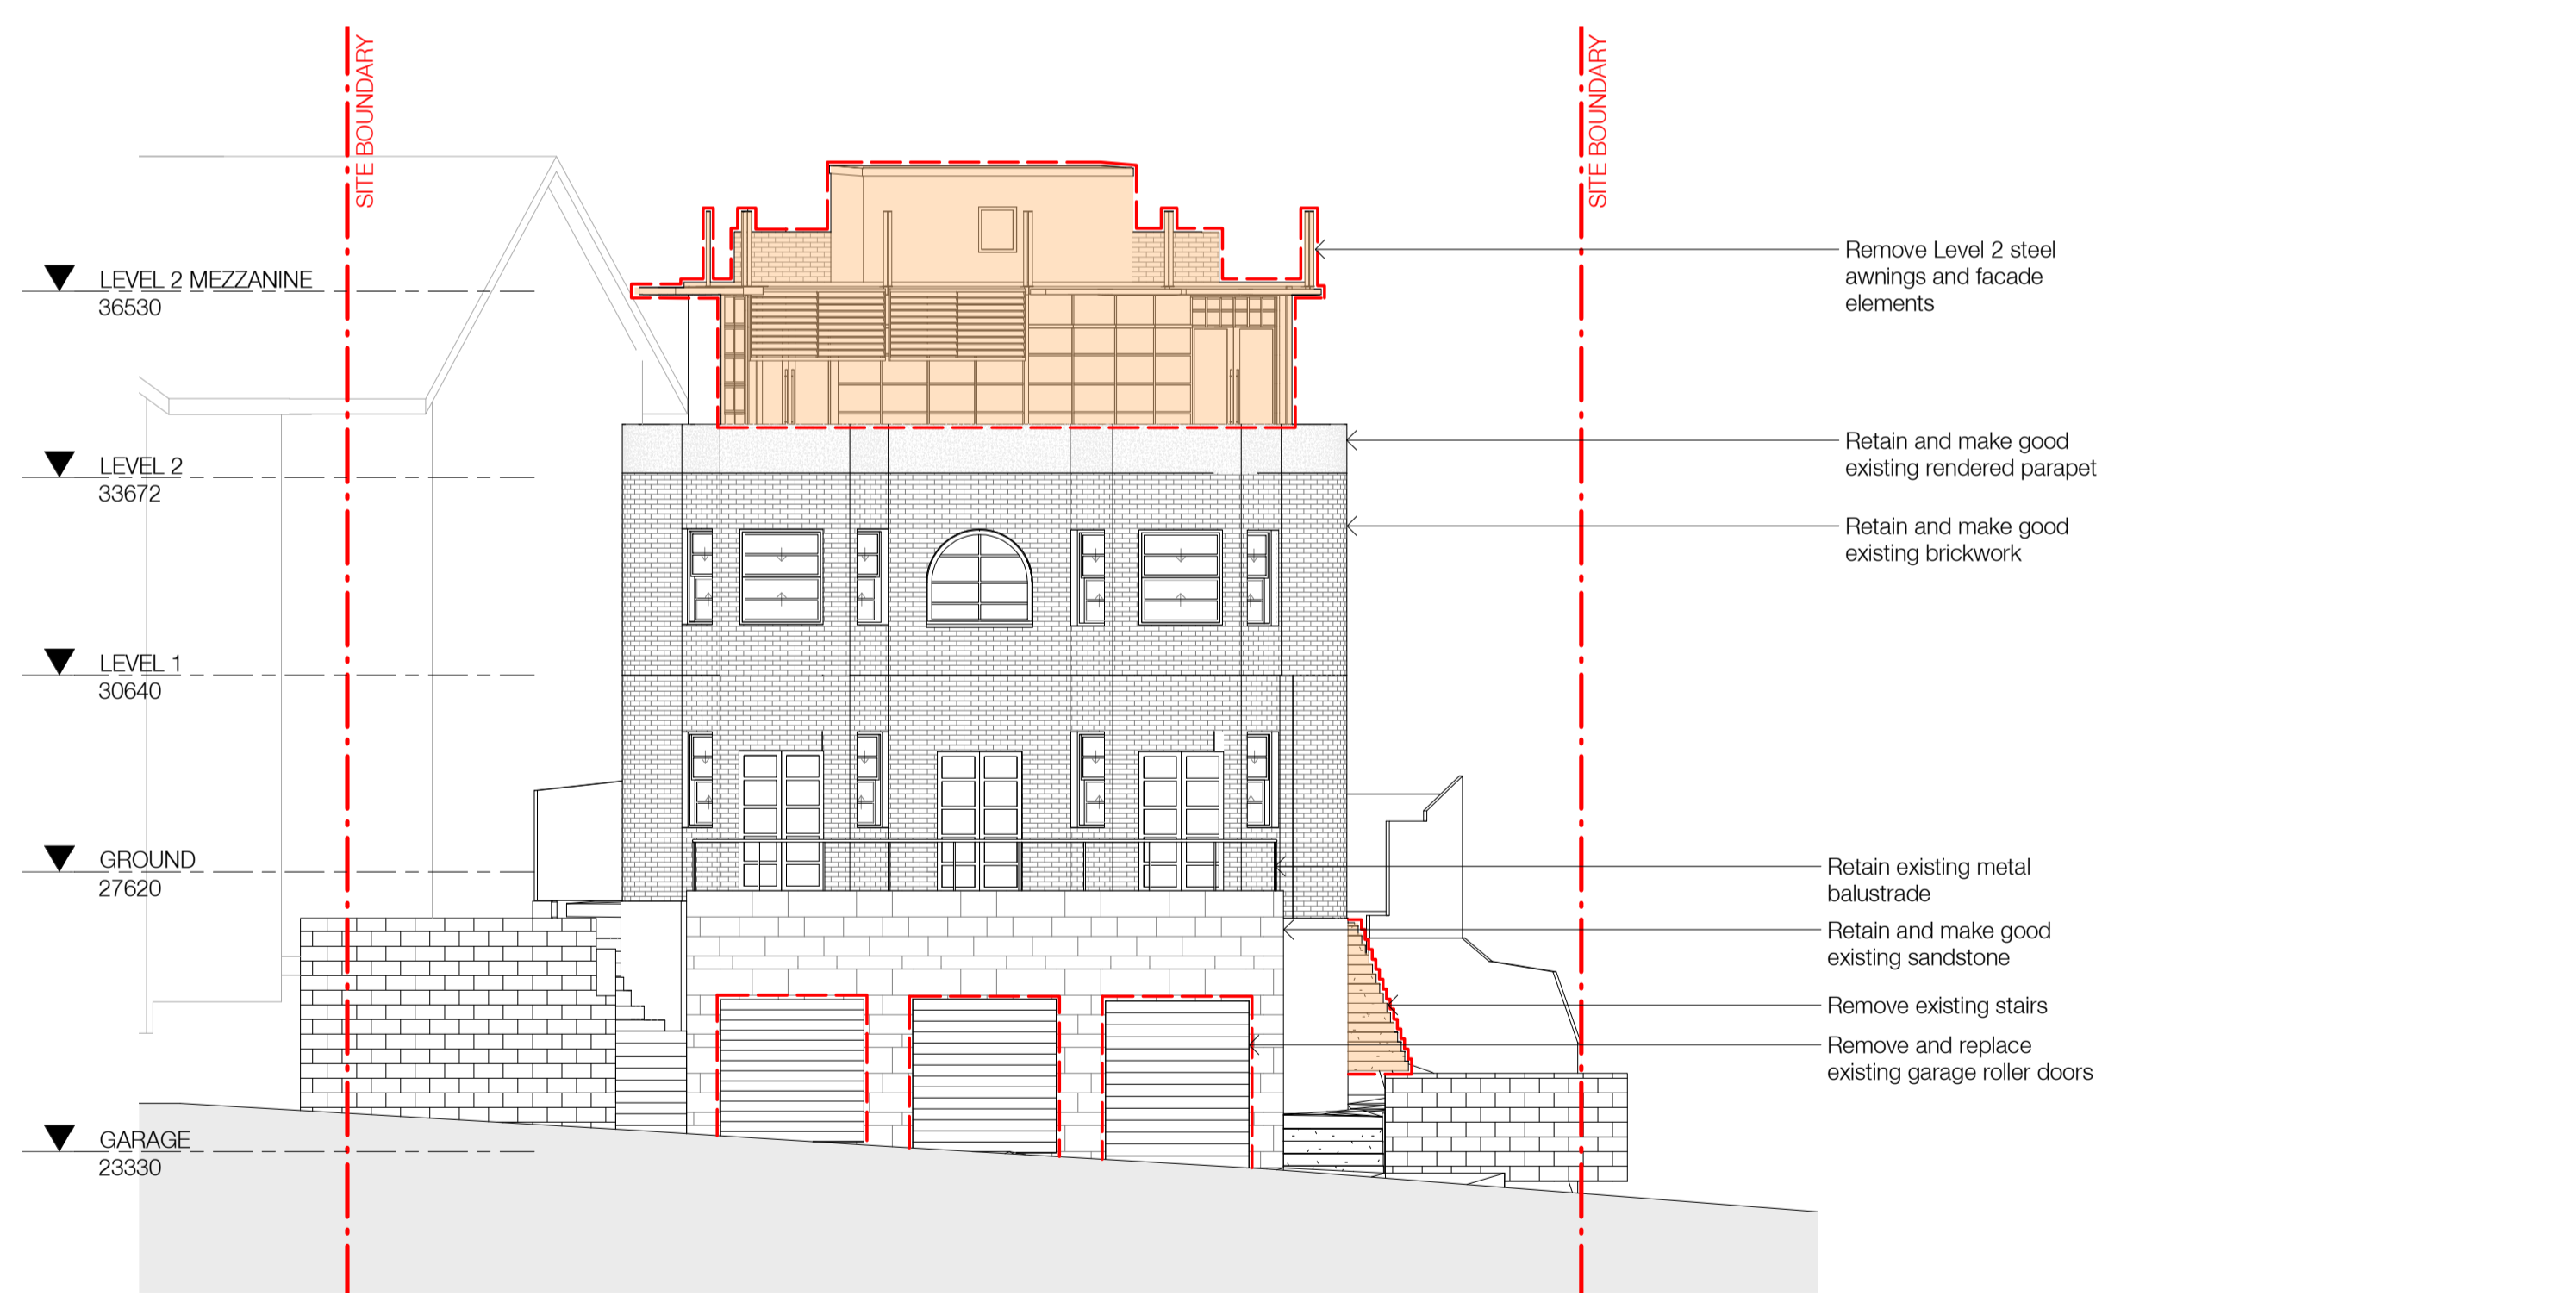 SITE BOUNDARY
SITE BOUNDARY
LEVEL 2 MEZZANINE
36530
LEVEL 2
33672
LEVEL 1
30640
GROUND
27620
GARAGE
23330
Remove Level 2 steel
awnings and facade
elements
Retain and make good
existing rendered parapet
Retain and make good
existing brickwork
Retain existing metal
balustrade
Retain and make good
existing sandstone
Remove existing stairs
Remove and replace
existing garage roller doors